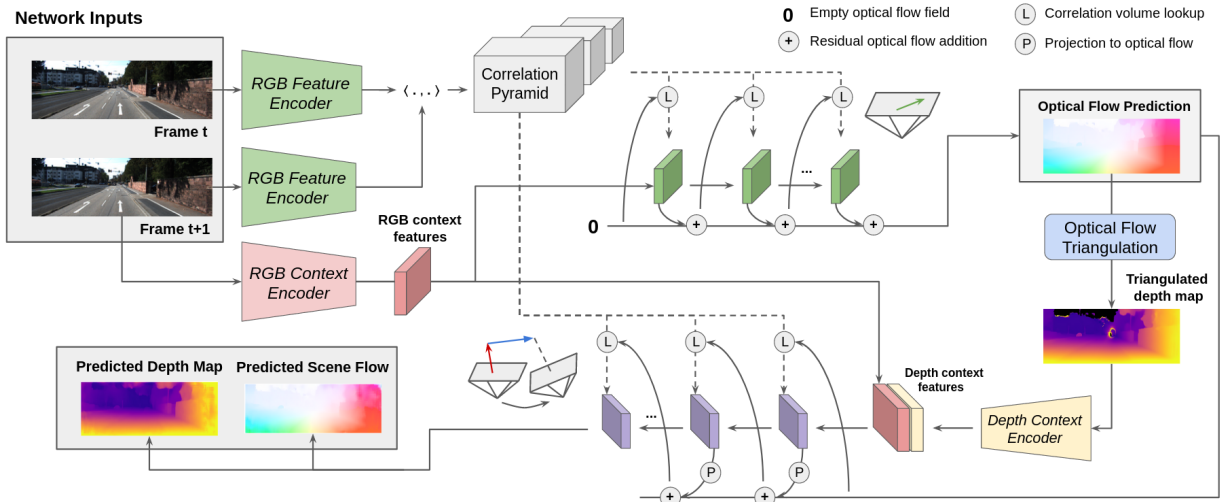 Network Inputs
0 Empty optical flow field
L Correlation volume lookup
+ Residual optical flow addition
P Projection to optical flow
RGB Feature
Encoder
⟨ . , . ⟩
Correlation
Pyramid
Frame t
RGB Feature
Encoder
Frame t+1
L
L
L
...
0
+
+
+
Optical Flow Prediction
Optical Flow
Triangulation
Triangulated
depth map
RGB context
features
RGB Context
Encoder
Predicted Depth Map
Predicted Scene Flow
L
L
L
...
P
P
+
+
Depth context
features
Depth Context
Encoder